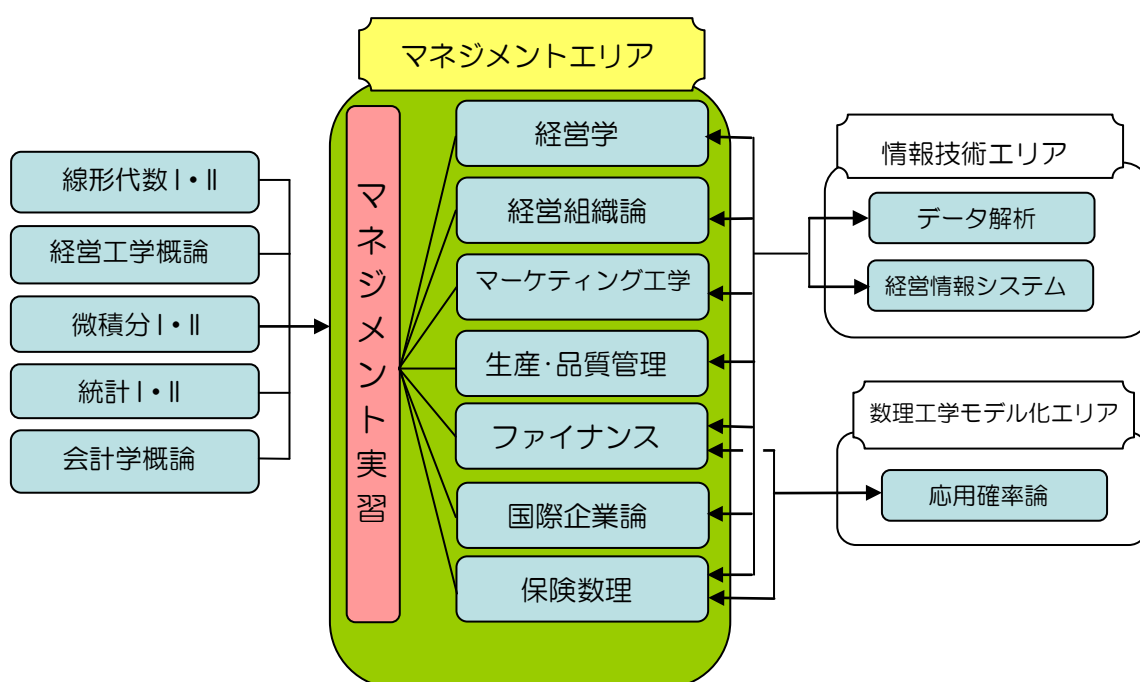 マネジメントエリア
線形代数Ⅰ・Ⅱ
経営工学概論
微積分Ⅰ・Ⅱ
統計Ⅰ・Ⅱ
会計学概論
マネジメント実習
経営学
経営組織論
マーケティング工学
生産・品質管理
ファイナンス
国際企業論
保険数理
情報技術エリア
データ解析
経営情報システム
数理工学モデル化エリア
応用確率論